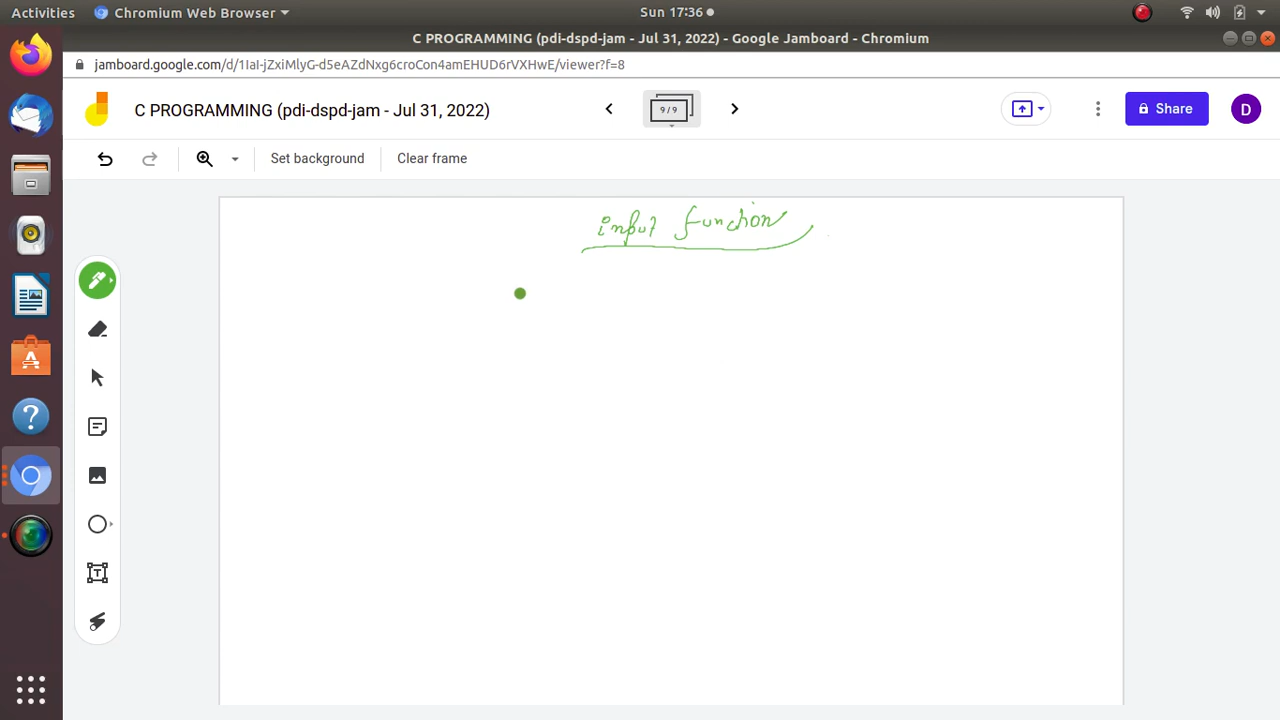 Activities Chromium Web Browser Sun 17:36
C PROGRAMMING (pdi-dspd-jam - Jul 31, 2022) - Google Jamboard - Chromium
jamboard.google.com/d/1IaI-jZxiMlyG-d5eAZdNxg6croCon4amEHUD6rVXHwE/viewer?f=8
C PROGRAMMING (pdi-dspd-jam - Jul 31, 2022) 9/9 Share D
Set background Clear frame
input function